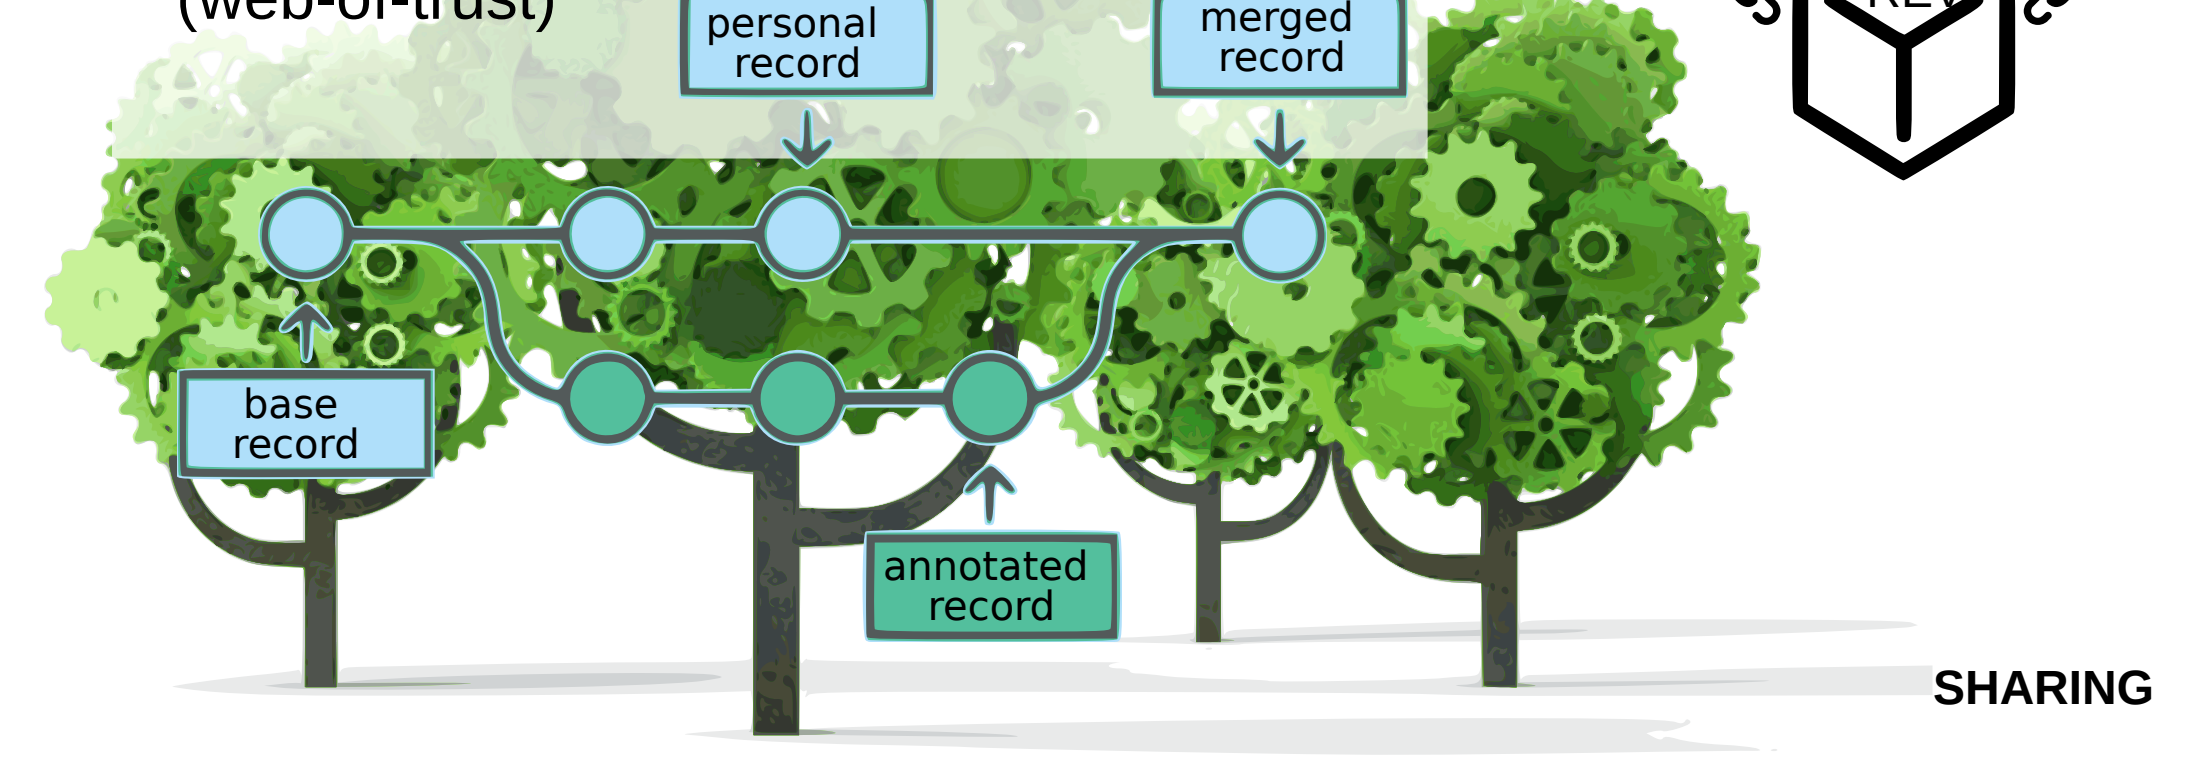 (web-of-trust)
personal
record
merged
record
base
record
annotated
record
SHARING